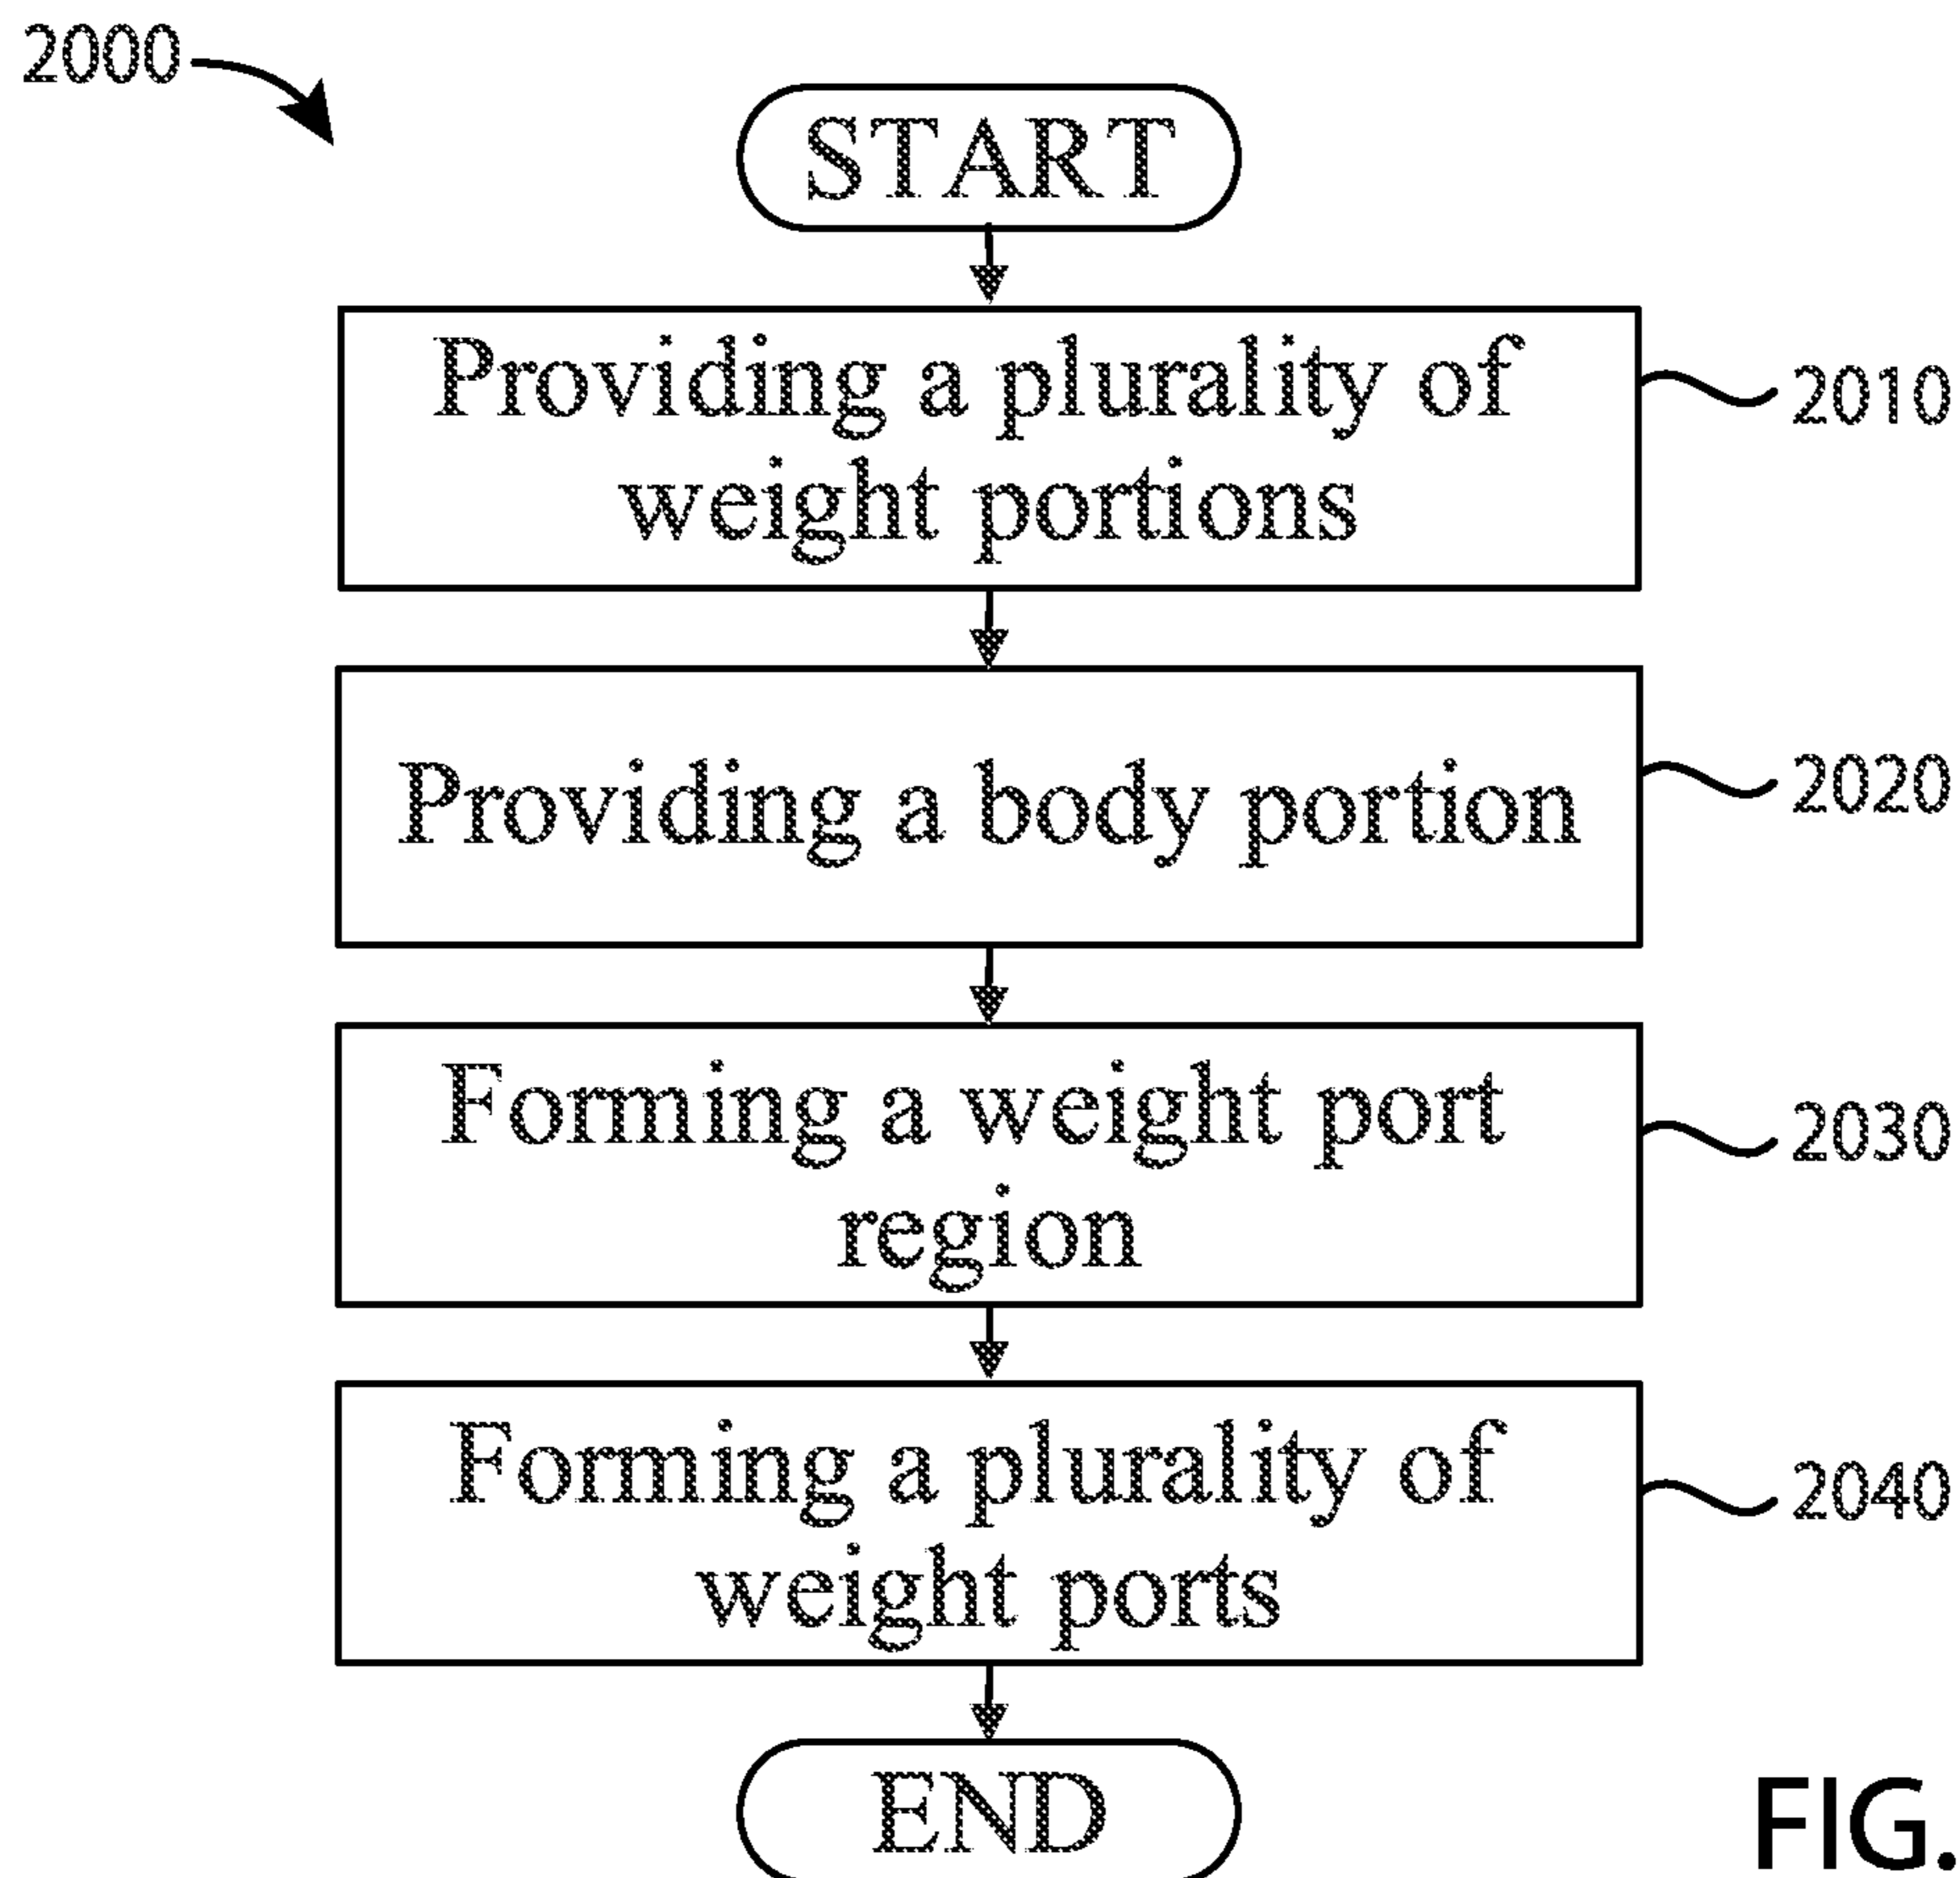 2000
START
Providing a plurality of
weight portions
2010
Providing a body portion
2020
Forming a weight port
region
2030
Forming a plurality of
weight ports
2040
END
FIG.